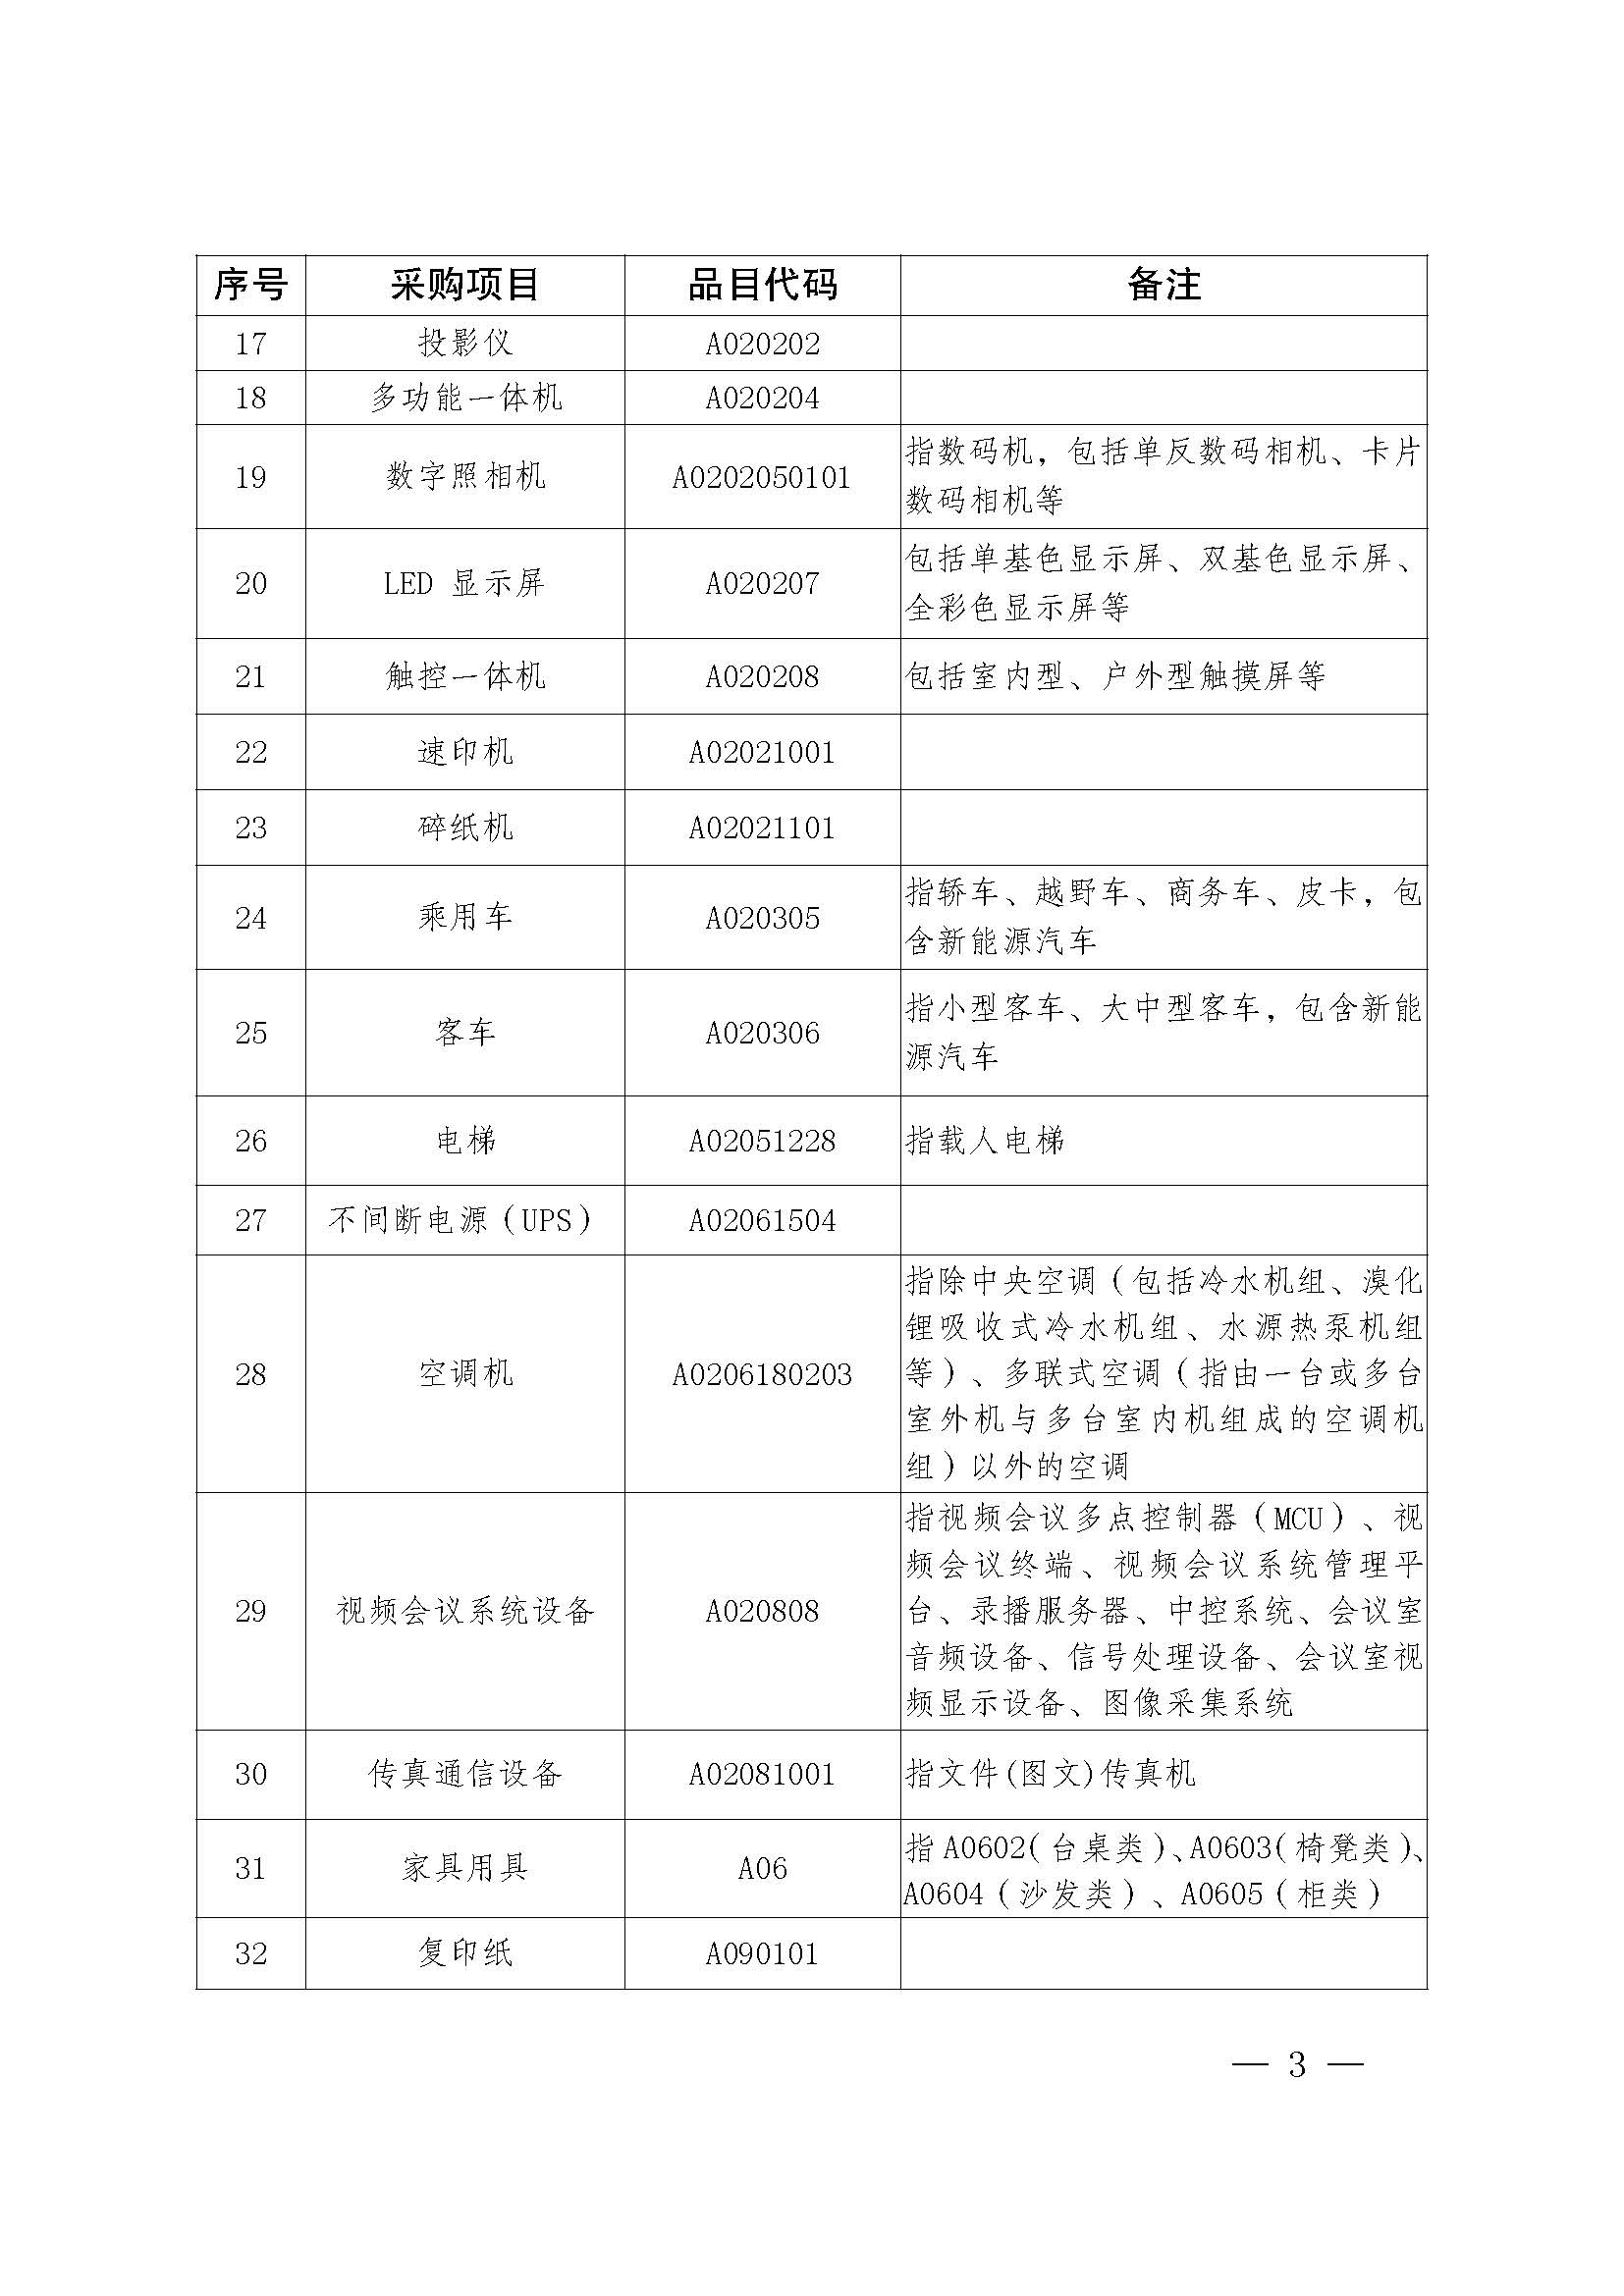 序号 采购项目 品目代码 备注
17 投影仪 A020202
18 多功能一体机 A020204
19 数字照相机 A0202050101 指数码机，包括单反数码相机、卡片
数码相机等
20 LED 显示屏 A020207 包括单基色显示屏、双基色显示屏、
全彩色显示屏等
21 触控一体机 A020208 包括室内型、户外型触摸屏等
22 速印机 A02021001
23 碎纸机 A02021101
24 乘用车 A020305 指轿车、越野车、商务车、皮卡，包
含新能源汽车
25 客车 A020306 指小型客车、大中型客车，包含新能
源汽车
26 电梯 A02051228 指载人电梯
27 不间断电源（UPS） A02061504
28 空调机 A0206180203 指除中央空调（包括冷水机组、溴化
锂吸收式冷水机组、水源热泵机组
等）、多联式空调（指由一台或多台
室外机与多台室内机组成的空调机
组）以外的空调
29 视频会议系统设备 A020808 指视频会议多点控制器（MCU）、视
频会议终端、视频会议系统管理平
台、录播服务器、中控系统、会议室
音频设备、信号处理设备、会议室视
频显示设备、图像采集系统
30 传真通信设备 A02081001 指文件(图文)传真机
31 家具用具 A06 指 A0602（台桌类）、A0603（椅凳类）、
A0604（沙发类）、A0605（柜类）
32 复印纸 A090101
— 3 —